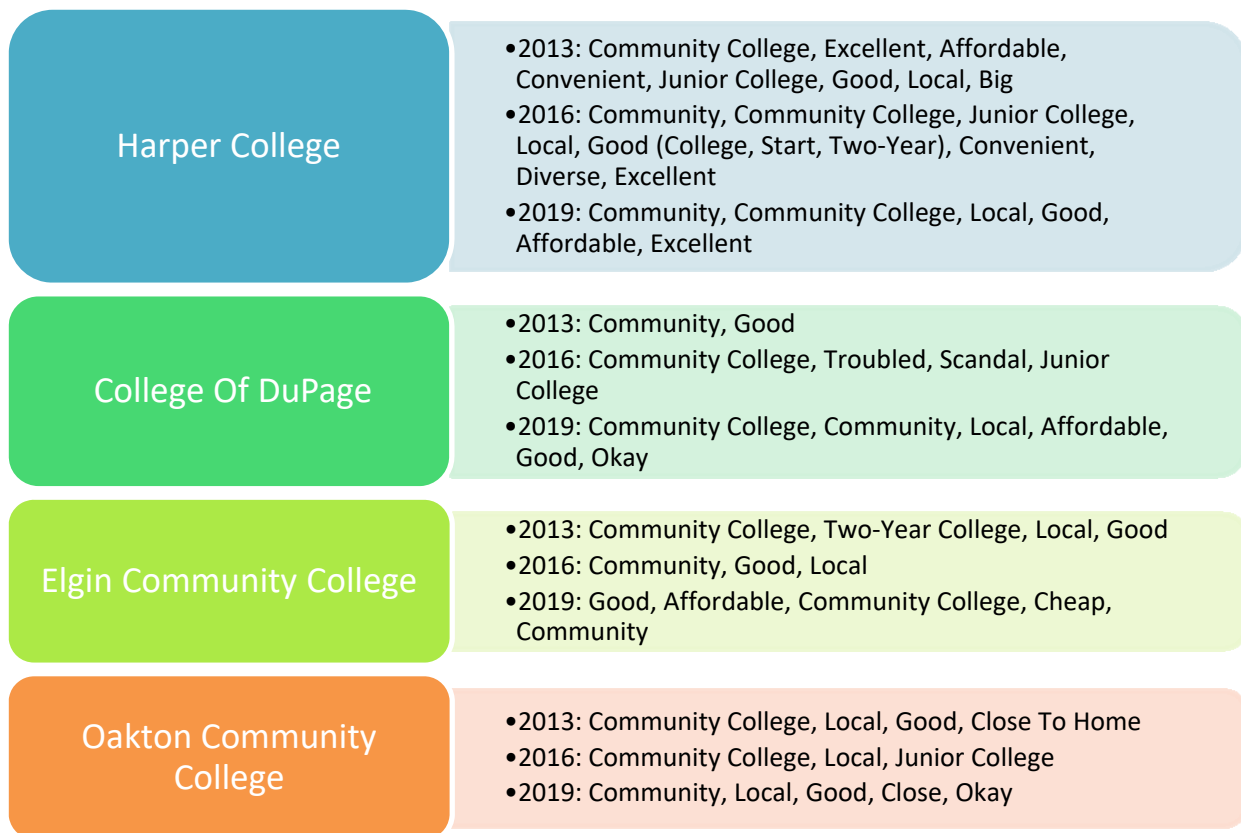 Harper College
•2013: Community College, Excellent, Affordable,
Convenient, Junior College, Good, Local, Big
•2016: Community, Community College, Junior College,
Local, Good (College, Start, Two-Year), Convenient,
Diverse, Excellent
•2019: Community, Community College, Local, Good,
Affordable, Excellent
College Of DuPage
•2013: Community, Good
•2016: Community College, Troubled, Scandal, Junior
College
•2019: Community College, Community, Local, Affordable,
Good, Okay
Elgin Community College
•2013: Community College, Two-Year College, Local, Good
•2016: Community, Good, Local
•2019: Good, Affordable, Community College, Cheap,
Community
Oakton Community
College
•2013: Community College, Local, Good, Close To Home
•2016: Community College, Local, Junior College
•2019: Community, Local, Good, Close, Okay